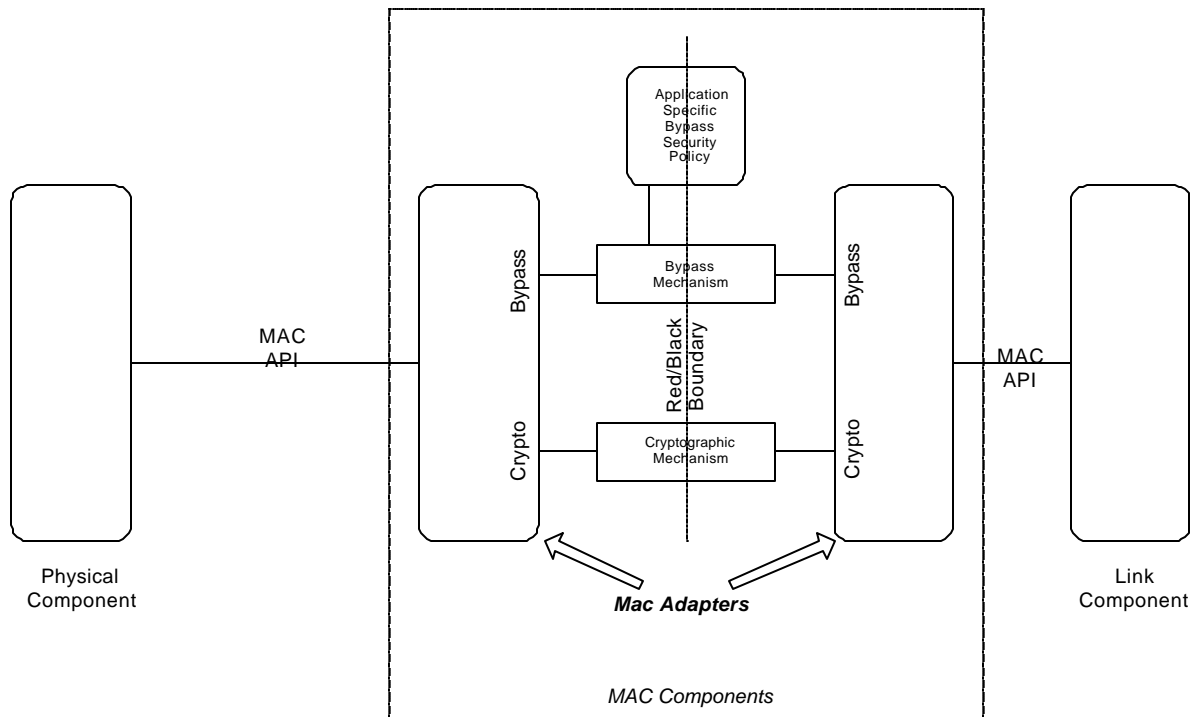 Application
Specific
Bypass
Security
Policy
Bypass
Mechanism
Bypass
Bypass
MAC
API
Red/Black
Boundary
MAC
API
Crypto
Cryptographic
Mechanism
Crypto
Physical
Component
Mac Adapters
Link
Component
MAC Components